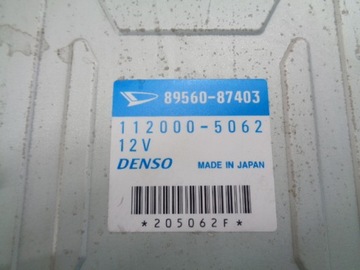 89560-87403
112000-5062
12V
DENSO MADE IN JAPAN
*205062F*